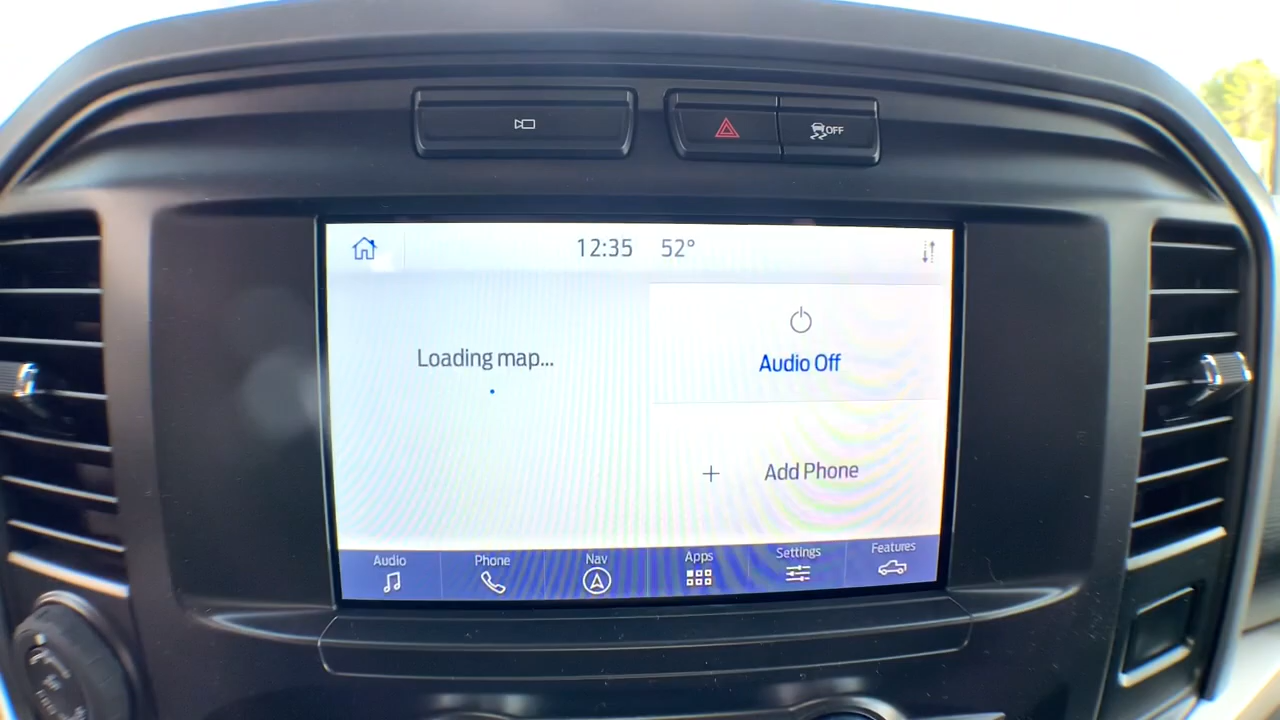 OFF
12:35 52°
Loading map...
Audio Off
+ Add Phone
Audio Phone Nav Apps Settings Features